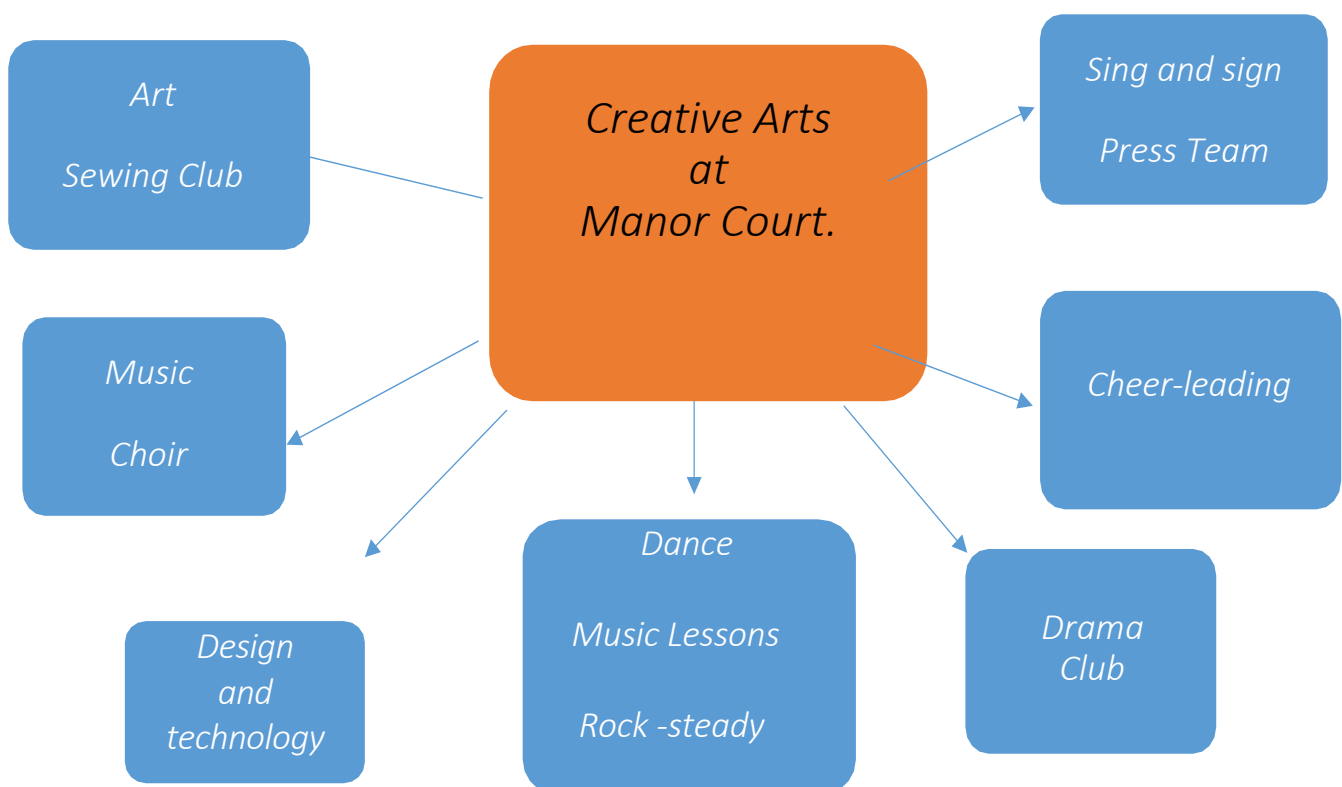 Creative Arts
at
Manor Court.
Art
Sewing Club
Sing and sign
Press Team
Music
Choir
Cheer-leading
Design
and
technology
Dance
Music Lessons
Rock -steady
Drama
Club